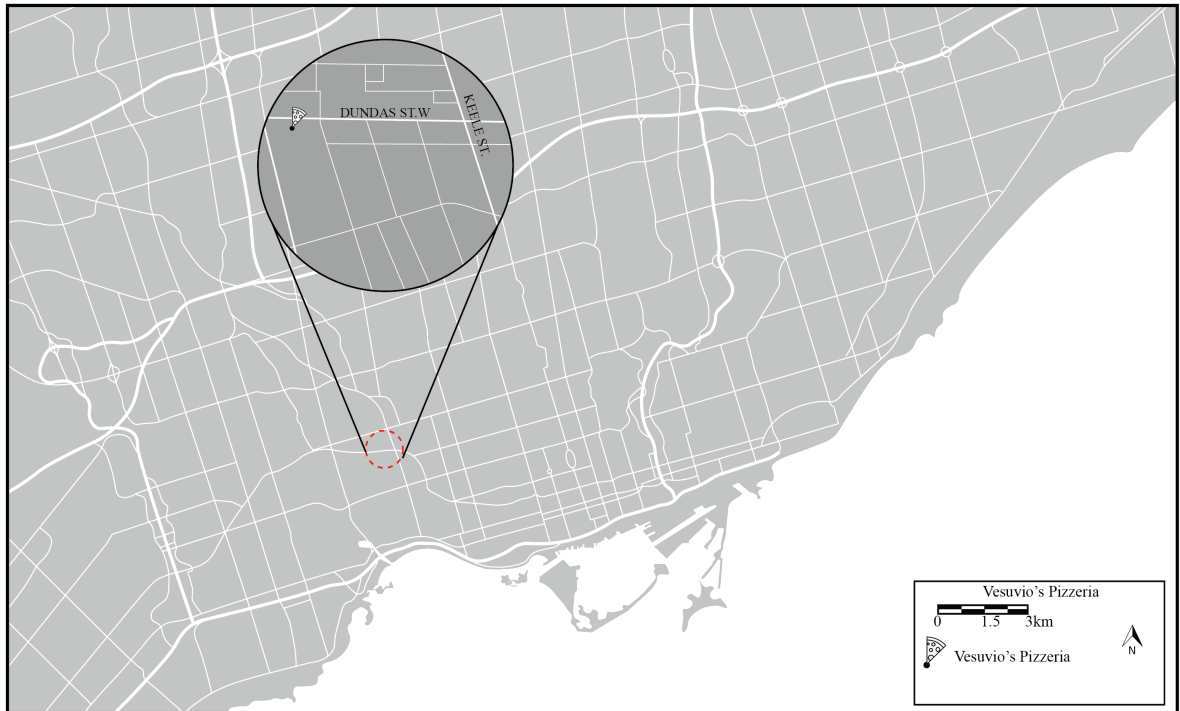 DUNDAS ST.W
KEELE ST.
Vesuvio's Pizzeria
0 1.5 3km
Vesuvio's Pizzeria
N